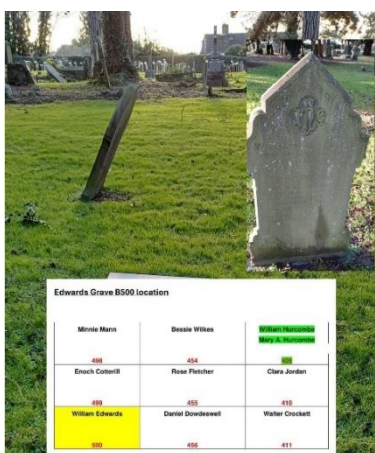 Edwards Grave B500 location
Minnie Mann Bessie Wilkes William Hurcombe
Mary A. Hurcombe
498 454
Enoch Cotterill Rose Fletcher Clara Jordan
499 455 410
William Edwards Daniel Dowdeswell Walter Crockett
500 456 411